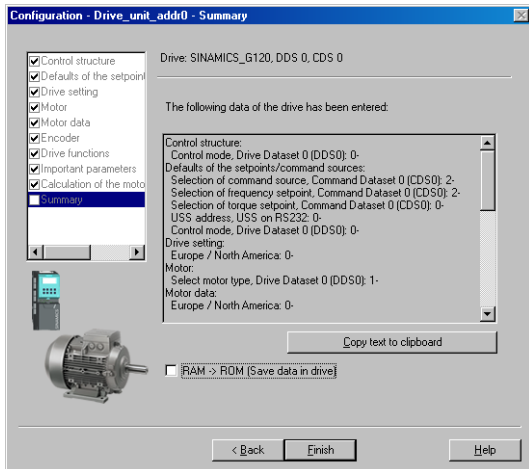 Configuration - Drive_unit_addr0 - Summary
Control structure
Defaults of the setpoint
Drive setting
Motor
Motor data
Encoder
Drive functions
Important parameters
Calculation of the moto
Summary
Drive: SINAMICS_G120, DDS 0, CDS 0
The following data of the drive has been entered:
Control structure:
Control mode, Drive Dataset 0 (DDS0): 0-
Defaults of the setpoints/command sources:
Selection of command source, Command Dataset 0 (CDS0): 2-
Selection of frequency setpoint, Command Dataset 0 (CDS0): 2-
Selection of torque setpoint, Command Dataset 0 (CDS0): 0-
USS address, USS on RS232: 0-
Control mode, Drive Dataset 0 (DDS0): 0-
Drive setting:
Europe / North America: 0-
Motor:
Select motor type, Drive Dataset 0 (DDS0): 1-
Motor data:
Europe / North America: 0-
Copy text to clipboard
RAM -> ROM (Save data in drive)
< Back
Finish
Help